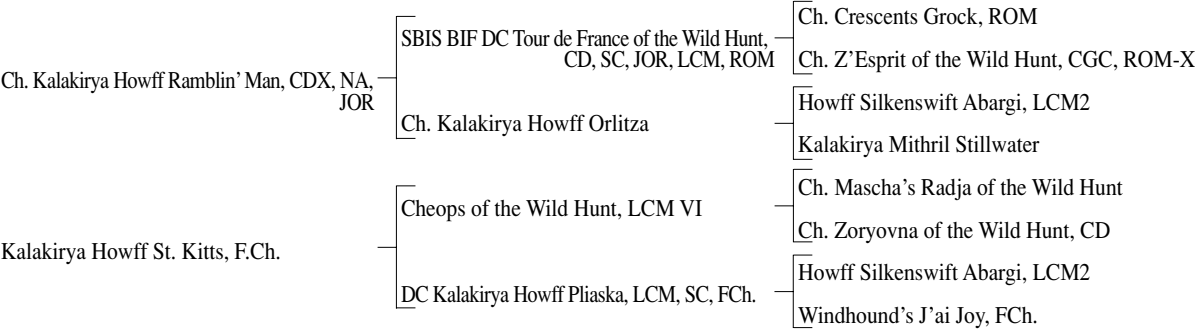 Ch. Kalakirya Howff Ramblin' Man, CDX, NA,
JOR
SBIS BIF DC Tour de France of the Wild Hunt,
CD, SC, JOR, LCM, ROM
Ch. Crescents Grock, ROM
Ch. Z'Esprit of the Wild Hunt, CGC, ROM-X
Ch. Kalakirya Howff Orlitza
Howff Silkenswift Abargi, LCM2
Kalakirya Mithril Stillwater
Kalakirya Howff St. Kitts, F.Ch.
Cheops of the Wild Hunt, LCM VI
Ch. Mascha's Radja of the Wild Hunt
Ch. Zoryovna of the Wild Hunt, CD
DC Kalakirya Howff Pliaska, LCM, SC, FCh.
Howff Silkenswift Abargi, LCM2
Windhound's J'ai Joy, FCh.